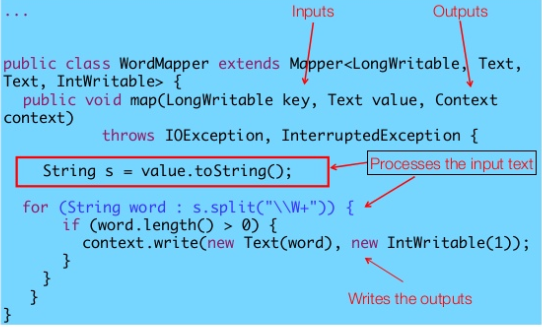 ...
Inputs
Outputs
public class WordMapper extends Mapper<LongWritable, Text,
Text, IntWritable> {
public void map(LongWritable key, Text value, Context
context)
throws IOException, InterruptedException {
String s = value.toString();
Processes the input text
for (String word : s.split("\\W+")) {
if (word.length() > 0) {
context.write(new Text(word), new IntWritable(1));
}
}
Writes the outputs
}
}